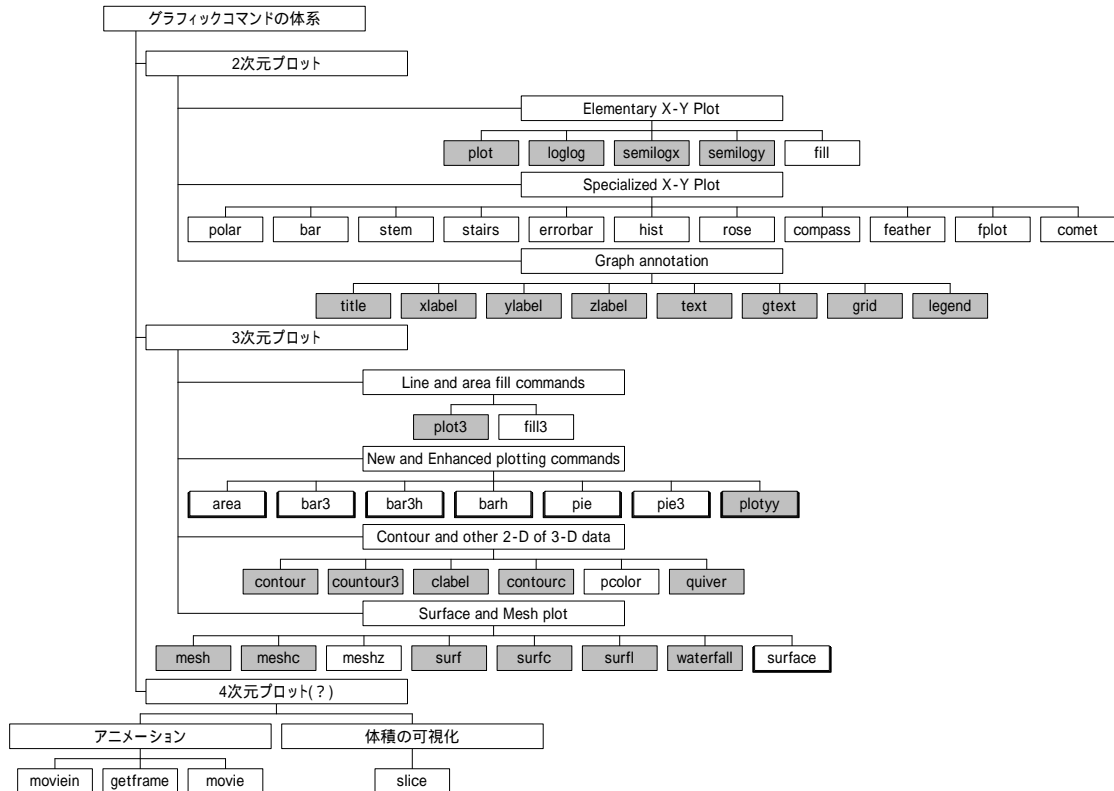 グラフィックコマンドの体系
2次元プロット
Elementary X-Y Plot
plot loglog semilogx semilogy fill
Specialized X-Y Plot
polar bar stem stairs errorbar hist rose compass feather fplot comet
Graph annotation
title xlabel ylabel zlabel text gtext grid legend
3次元プロット
Line and area fill commands
plot3 fill3
New and Enhanced plotting commands
area bar3 bar3h barh pie pie3 plotyy
Contour and other 2-D of 3-D data
contour countour3 clabel contourc pcolor quiver
Surface and Mesh plot
mesh meshc meshz surf surfc surfl waterfall surface
4次元プロット(？)
アニメーション 体積の可視化
moviein getframe movie slice